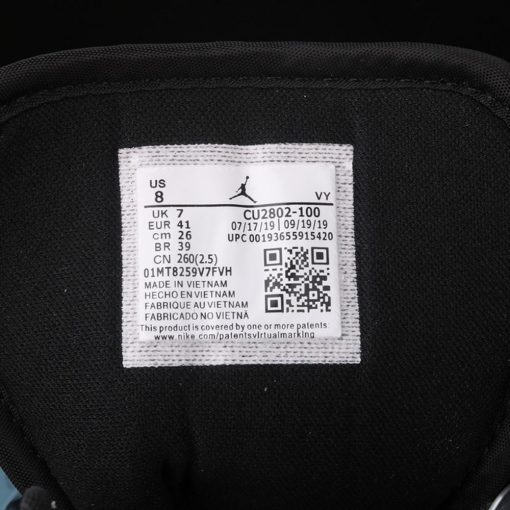 US
8
VY
UK 7
EUR 41
cm 26
BR 39
CN 260(2.5)
CU2802-100
07/17/19 | 09/19/19
UPC 00193655915420
01MT8259V7FVH
MADE IN VIETNAM
HECHO EN VIETNAM
FABRIQUE AU VIETNAM
FABRICADO NO VIETNÃ
This product is covered by one or more patents
www.nike.com/patentsvirtualmarking